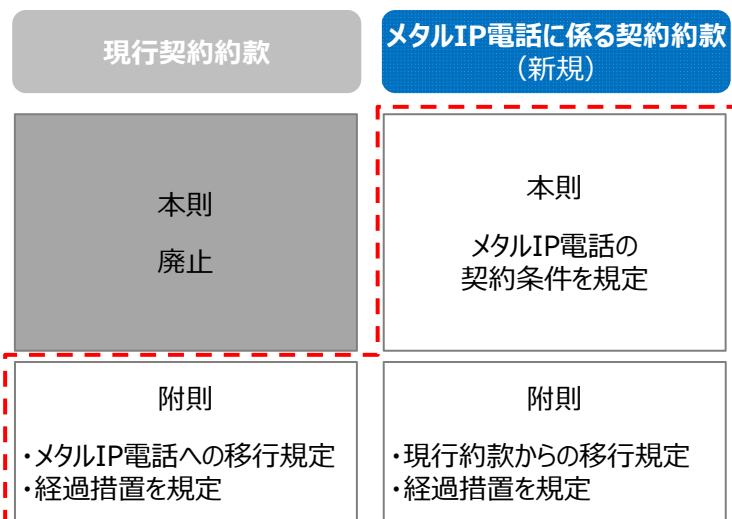 現行契約約款
メタルIP電話に係る契約約款
（新規）
本則
廃止
本則
メタルIP電話の
契約条件を規定
附則
・メタルIP電話への移行規定
・経過措置を規定
附則
・現行約款からの移行規定
・経過措置を規定